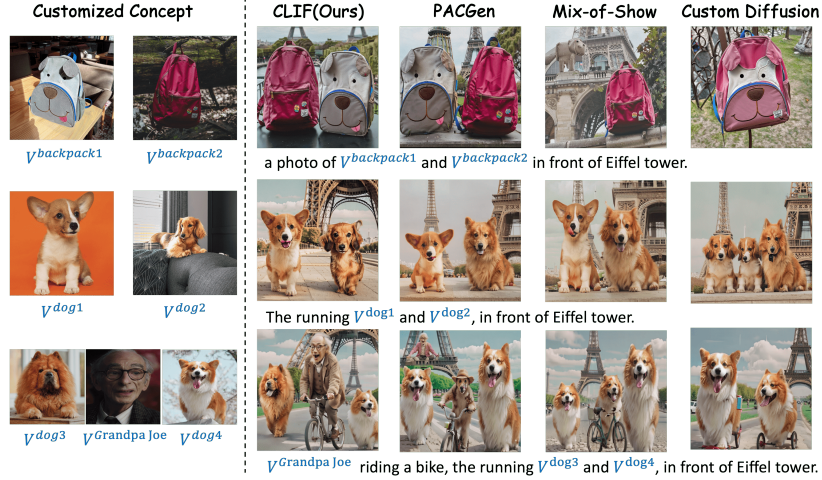 Customized Concept
CLIF(Ours) PACGen Mix-of-Show Custom Diffusion
V^backpack1 V^backpack2
a photo of V^backpack1 and V^backpack2 in front of Eiffel tower.
V^dog1 V^dog2
The running V^dog1 and V^dog2, in front of Eiffel tower.
V^dog3 V^Grandpa Joe V^dog4
V^Grandpa Joe riding a bike, the running V^dog3 and V^dog4, in front of Eiffel tower.